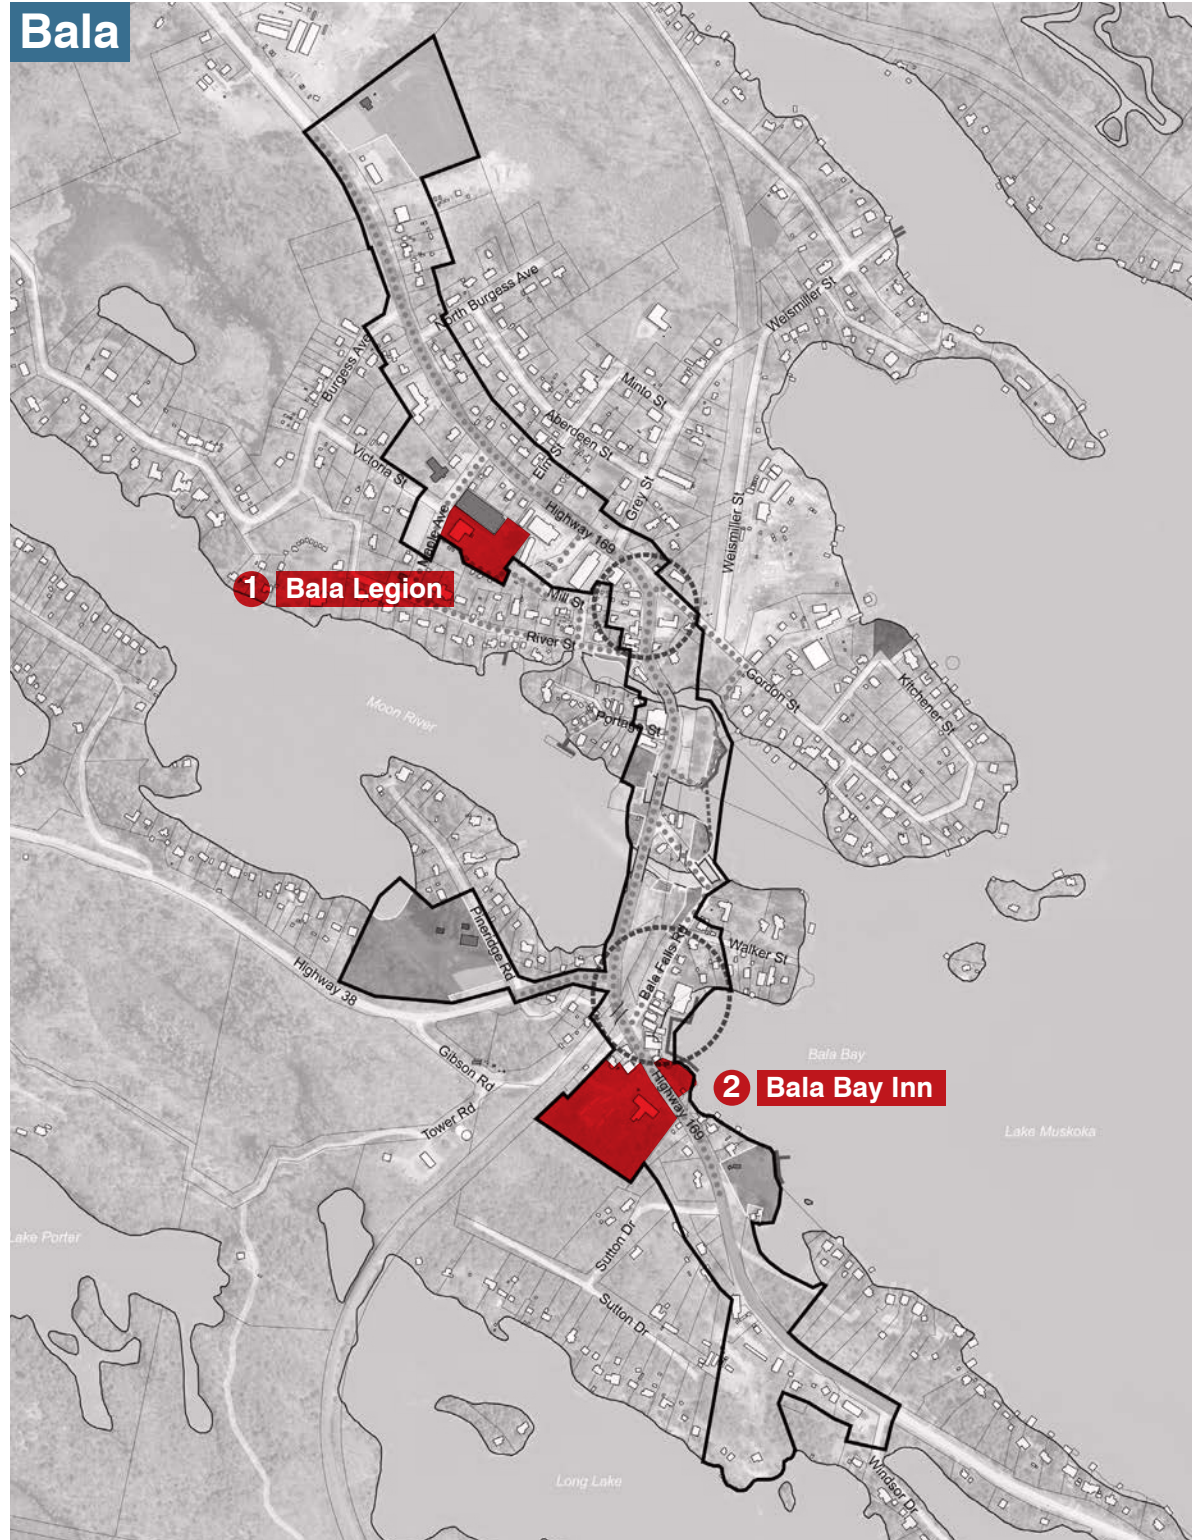 Bala
North Burgess Ave
Weismiller St
Burgess Ave
Minto St
Aberdeen St
Elm St
Victoria St
Grey St
Highway 169
Weismiller St
Maple Ave
1 Bala Legion
Mill St
River St
Gordon St
Kitchener St
Moon River
Portage St
Pineridge Rd
Bala Falls Rd
Walker St
Highway 38
Gibson Rd
Bala Bay
2 Bala Bay Inn
Highway 169
Tower Rd
Lake Muskoka
Lake Porter
Sutton Dr
Sutton Dr
Long Lake
Windsor Dr